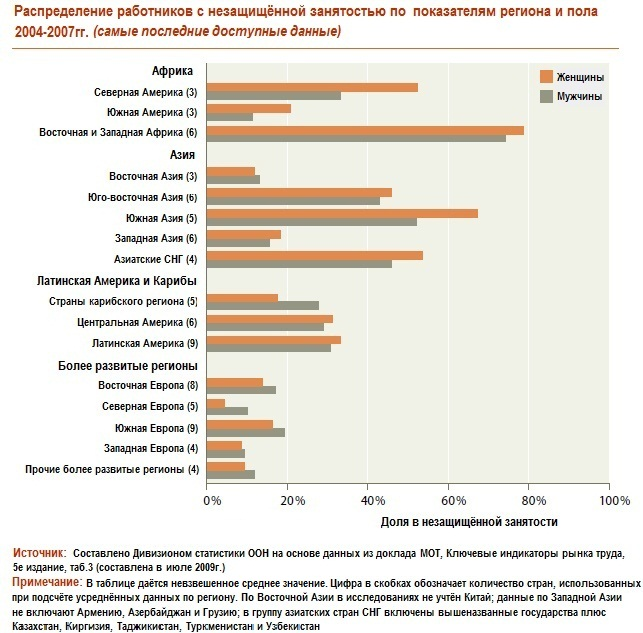 Распределение работников с незащищённой занятостью по показателям региона и пола
2004-2007гг. (самые последние доступные данные)
Африка
Северная Америка (3)
Южная Америка (3)
Восточная и Западная Африка (6)
Азия
Восточная Азия (3)
Юго-восточная Азия (6)
Южная Азия (5)
Западная Азия (6)
Азиатские СНГ (4)
Латинская Америка и Карибы
Страны карибского региона (5)
Центральная Америка (6)
Латинская Америка (9)
Более развитые регионы
Восточная Европа (8)
Северная Европа (5)
Южная Европа (9)
Западная Европа (4)
Прочие более развитые регионы (4)
Женщины
Мужчины
0% 20% 40% 60% 80% 100%
Доля в незащищённой занятости
Источник: Составлено Дивизионом статистики ООН на основе данных из доклада МОТ, Ключевые индикаторы рынка труда,
5е издание, таб.3 (составлена в июле 2009г.)
Примечание: В таблице даётся невзвешенное среднее значение. Цифра в скобках обозначает количество стран, использованных
при подсчёте усреднённых данных по региону. По Восточной Азии в исследованиях не учтён Китай; данные по Западной Азии
не включают Армению, Азербайджан и Грузию; в группу азиатских стран СНГ включены вышеназванные государства плюс
Казахстан, Киргизия, Таджикистан, Туркменистан и Узбекистан